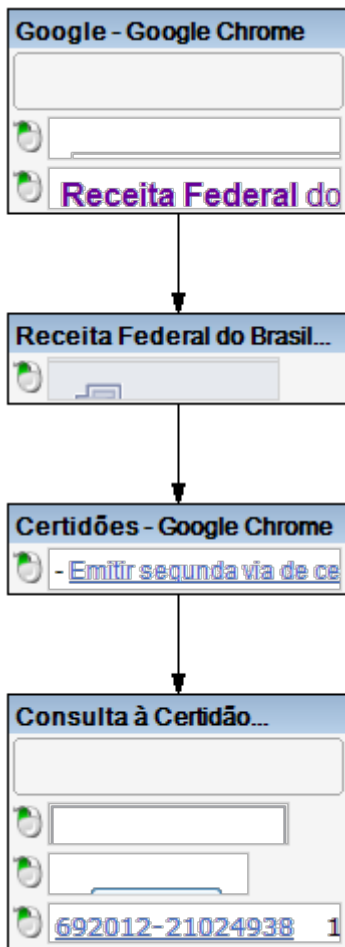 Google - Google Chrome
Receita Federal do
Receita Federal do Brasil...
Certidões - Google Chrome
- Emitir segunda via de ce
Consulta à Certidão...
692012-21024938 1